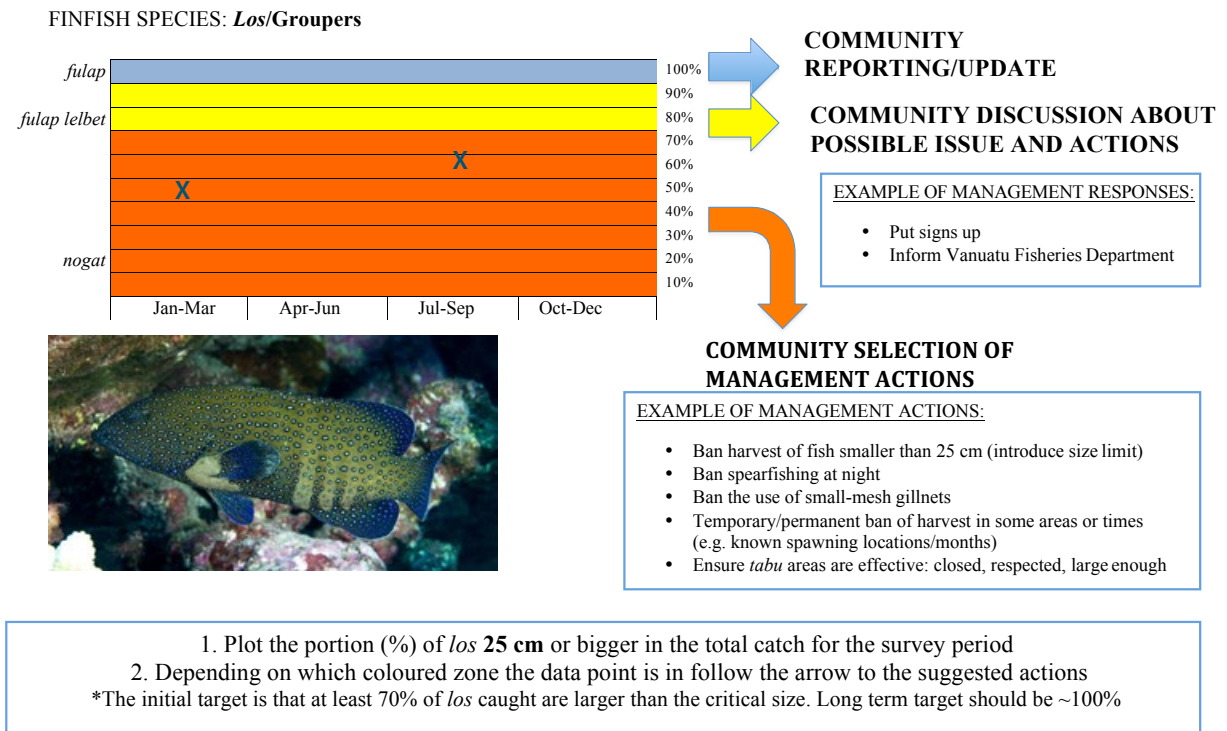 FINFISH SPECIES: Los/Groupers
fulap
fulap lelbet
nogat
100%
90%
80%
70%
60%
50%
40%
30%
20%
10%
X
X
Jan-Mar Apr-Jun Jul-Sep Oct-Dec
COMMUNITY
REPORTING/UPDATE
COMMUNITY DISCUSSION ABOUT
POSSIBLE ISSUE AND ACTIONS
EXAMPLE OF MANAGEMENT RESPONSES:
• Put signs up
• Inform Vanuatu Fisheries Department
COMMUNITY SELECTION OF
MANAGEMENT ACTIONS
EXAMPLE OF MANAGEMENT ACTIONS:
• Ban harvest of fish smaller than 25 cm (introduce size limit)
• Ban spearfishing at night
• Ban the use of small-mesh gillnets
• Temporary/permanent ban of harvest in some areas or times
(e.g. known spawning locations/months)
• Ensure tabu areas are effective: closed, respected, large enough
1. Plot the portion (%) of los 25 cm or bigger in the total catch for the survey period
2. Depending on which coloured zone the data point is in follow the arrow to the suggested actions
*The initial target is that at least 70% of los caught are larger than the critical size. Long term target should be ~100%